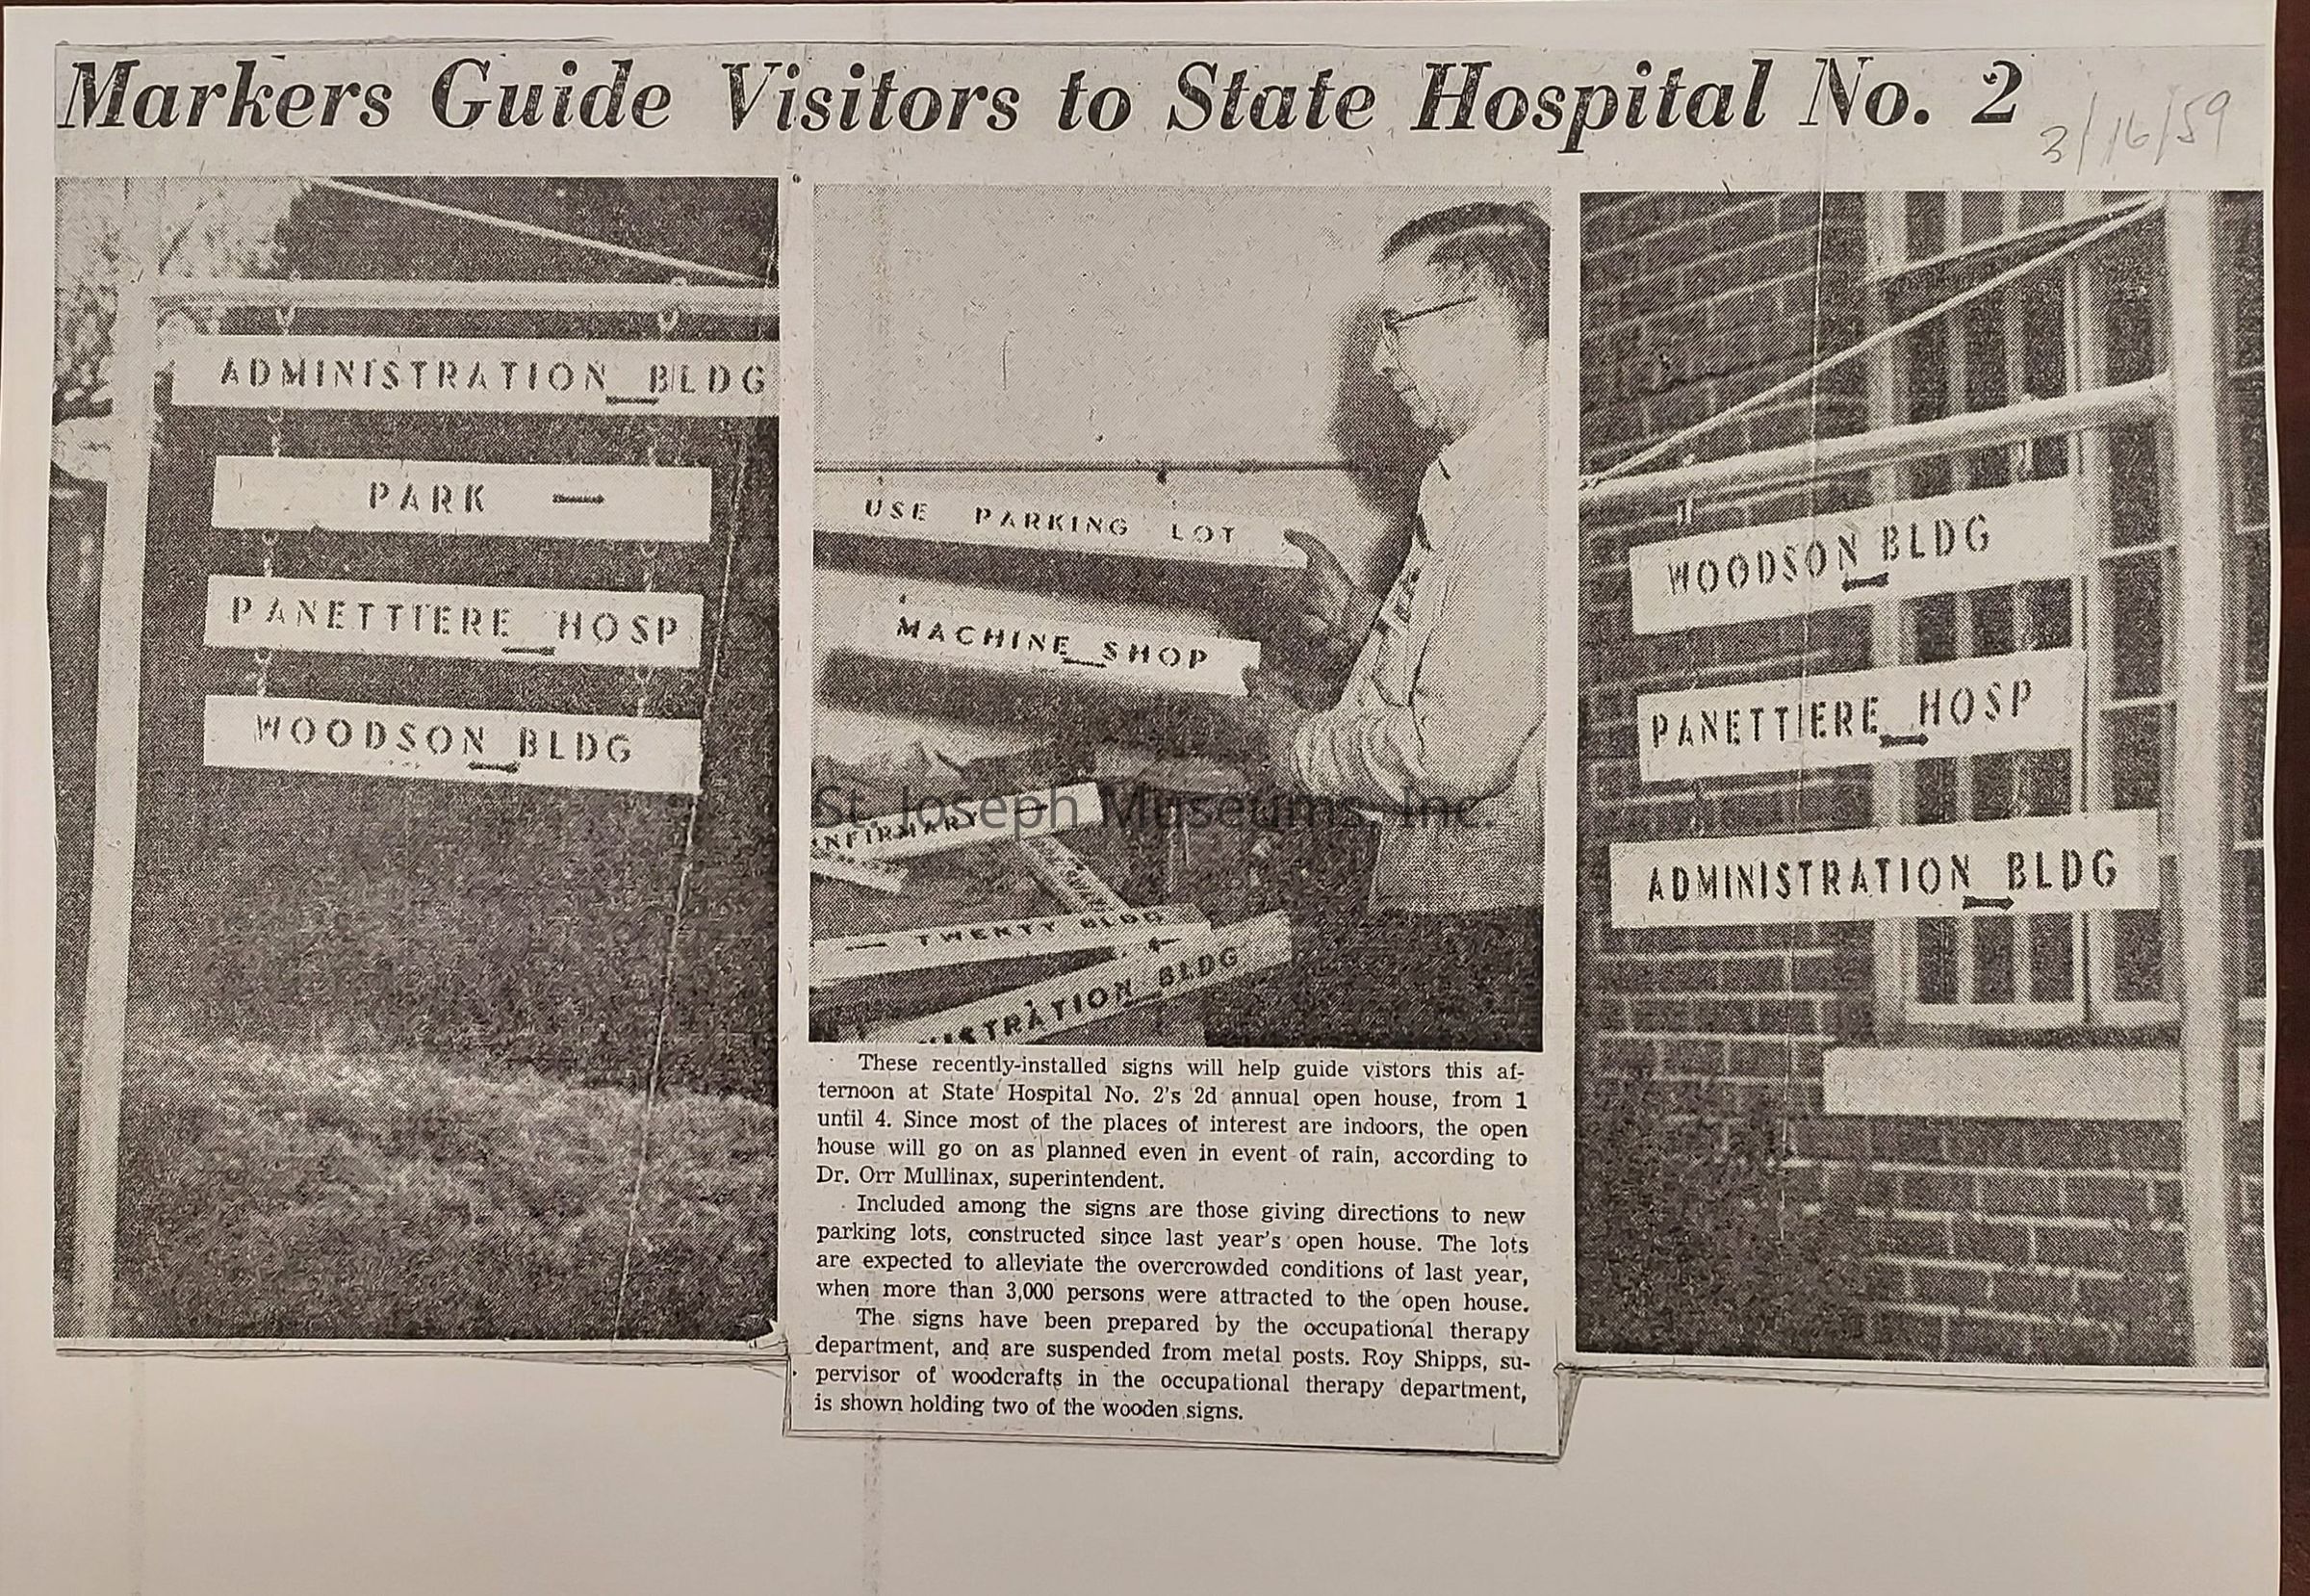 Markers Guide Visitors to State Hospital No. 2
3/16/59
ADMINISTRATION BLDG
PARK
PANETTIERE HOSP
WOODSON BLDG
USE PARKING LOT
MACHINE SHOP
INFIRMARY
TWENTY BLDG
ISTRATION BLDG
WOODSON BLDG
PANETTIERE HOSP
ADMINISTRATION BLDG
St. Joseph Museums, Inc.
These recently-installed signs will help guide vistors this af-
ternoon at State Hospital No. 2's 2d annual open house, from 1
until 4. Since most of the places of interest are indoors, the open
house will go on as planned even in event of rain, according to
Dr. Orr Mullinax, superintendent.
Included among the signs are those giving directions to new
parking lots, constructed since last year's open house. The lots
are expected to alleviate the overcrowded conditions of last year,
when more than 3,000 persons were attracted to the open house.
The signs have been prepared by the occupational therapy
department, and are suspended from metal posts. Roy Shipps, su-
pervisor of woodcrafts in the occupational therapy department,
is shown holding two of the wooden signs.